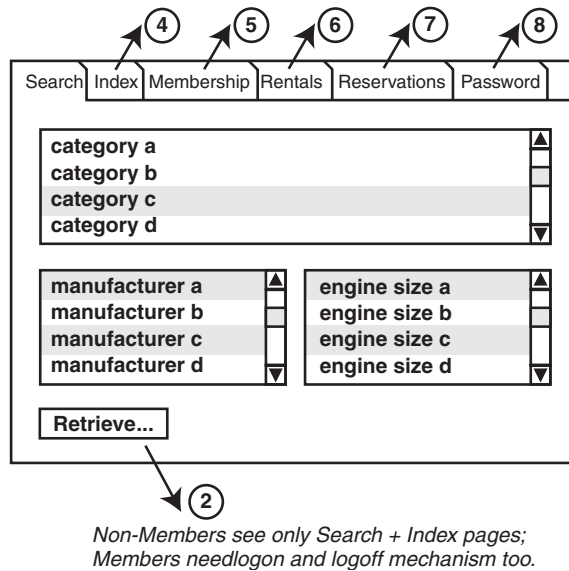 4 5 6 7 8
Search Index Membership Rentals Reservations Password
category a
category b
category c
category d
manufacturer a engine size a
manufacturer b engine size b
manufacturer c engine size c
manufacturer d engine size d
Retrieve...
2
Non-Members see only Search + Index pages;
Members needlogon and logoff mechanism too.